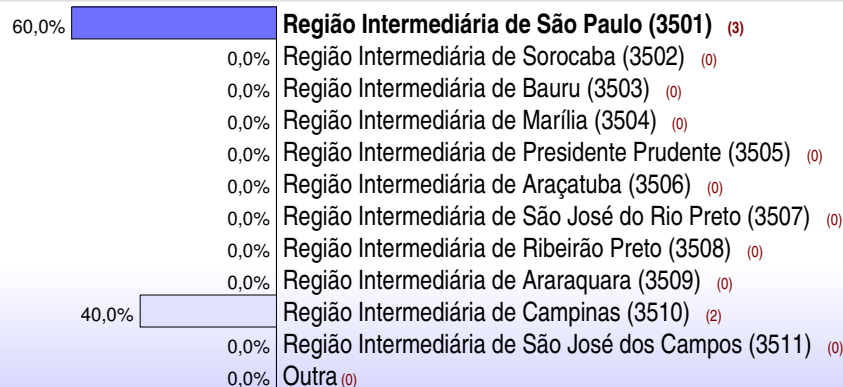 60,0% Região Intermediária de São Paulo (3501) (3)
0,0% Região Intermediária de Sorocaba (3502) (0)
0,0% Região Intermediária de Bauru (3503) (0)
0,0% Região Intermediária de Marília (3504) (0)
0,0% Região Intermediária de Presidente Prudente (3505) (0)
0,0% Região Intermediária de Araçatuba (3506) (0)
0,0% Região Intermediária de São José do Rio Preto (3507) (0)
0,0% Região Intermediária de Ribeirão Preto (3508) (0)
0,0% Região Intermediária de Araraquara (3509) (0)
40,0% Região Intermediária de Campinas (3510) (2)
0,0% Região Intermediária de São José dos Campos (3511) (0)
0,0% Outra (0)